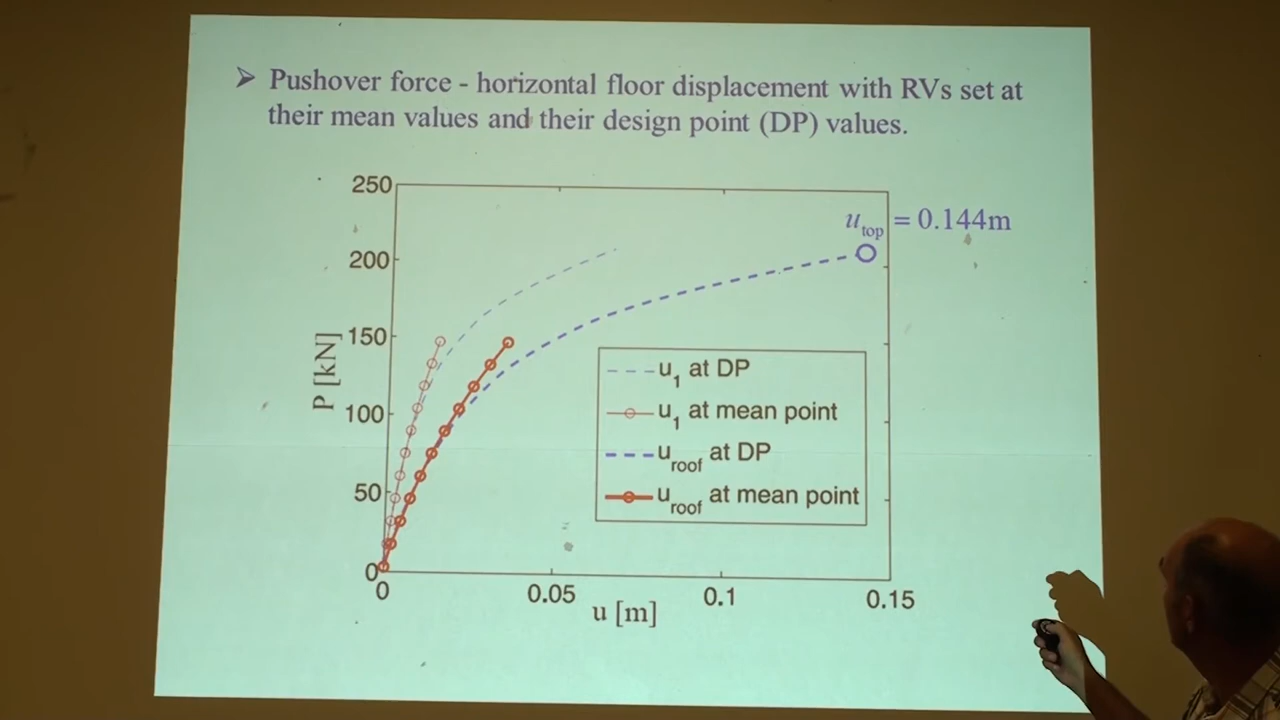 ➤ Pushover force - horizontal floor displacement with RVs set at
their mean values and their design point (DP) values.
250
u_top = 0.144m
200
150
P [kN]
u_1 at DP
100
u_1 at mean point
u_roof at DP
50
u_roof at mean point
0
0 0.05 0.1 0.15
u [m]